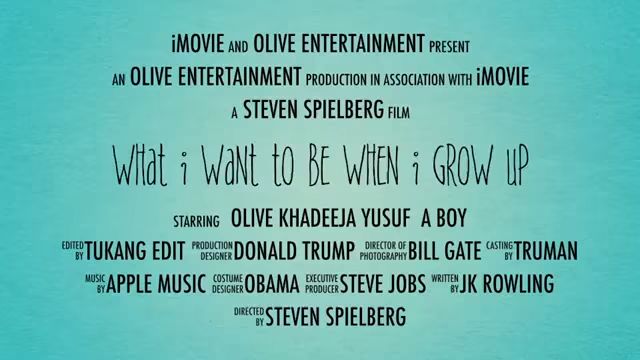 iMOVIE AND OLIVE ENTERTAINMENT PRESENT
AN OLIVE ENTERTAINMENT PRODUCTION IN ASSOCIATION WITH iMOVIE
A STEVEN SPIELBERG FILM
WHat i WaNt to BE WHEN i GROW uP
STARRING OLIVE KHADEEJA YUSUF A BOY
EDITED BY TUKANG EDIT PRODUCTION DESIGNER DONALD TRUMP DIRECTOR OF PHOTOGRAPHY BILL GATE CASTING BY TRUMAN
MUSIC BY APPLE MUSIC COSTUME DESIGNER OBAMA EXECUTIVE PRODUCER STEVE JOBS WRITTEN BY JK ROWLING
DIRECTED BY STEVEN SPIELBERG